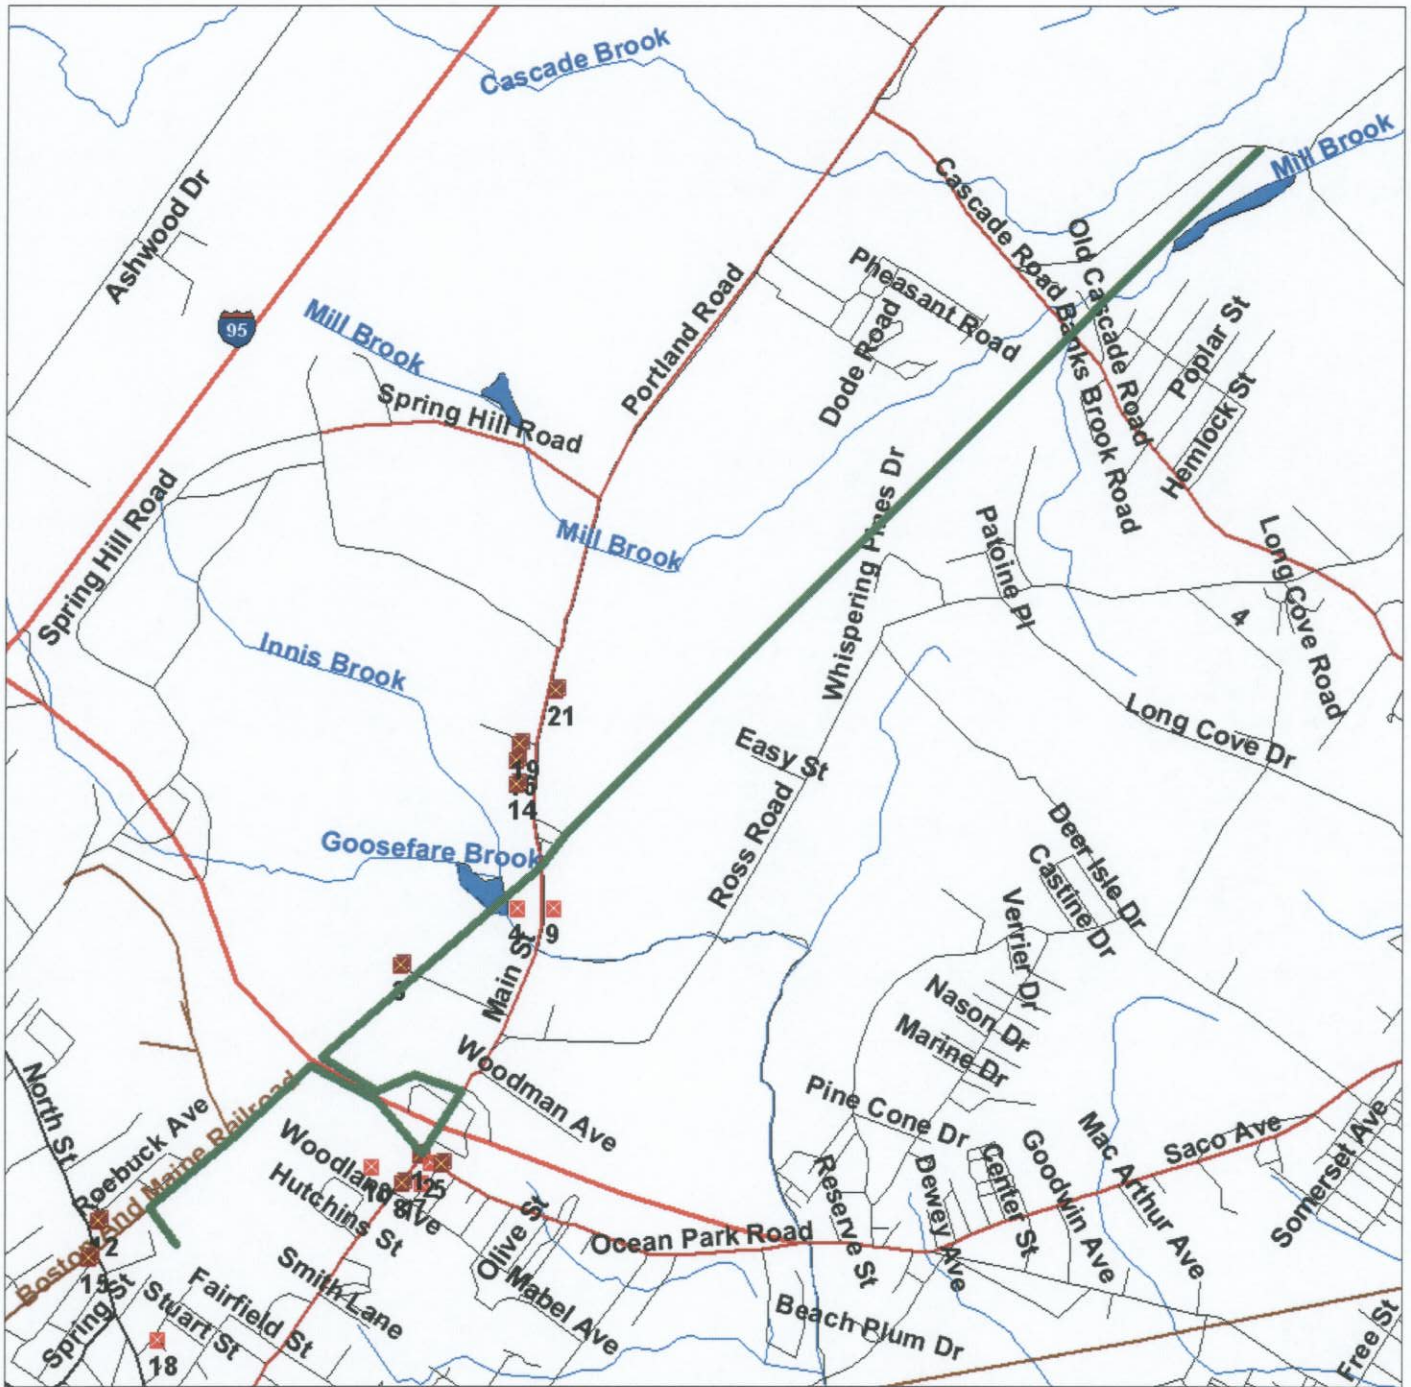 Cascade Brook
Mill Brook
Ashwood Dr
Cascade Road
Old Cascade Road
Pheasant Road
Portland Road
Mill Brook
95
Dode Road
Banks Brook Road
Poplar St
Hemlock St
Spring Hill Road
Spring Hill Road
Mill Brook
Whispering Pines Dr
Patoine Pl
Long Cove Road
4
Innis Brook
21
Long Cove Dr
Easy St
19
14
Ross Road
Deer Isle Dr
Castine Dr
Goosefare Brook
4
9
Verrier Dr
3
Main St
Nason Dr
Marine Dr
Woodman Ave
North St
Roebuck Ave
Boston and Maine Railroad
Pine Cone Dr
Mac Arthur Ave
Saco Ave
Somerset Ave
Woodland Ave
Hutchins St
Olive St
Ocean Park Road
Reserve St
Dewey Ave
Center St
Goodwin Ave
12
15
Spring St
Stuart St
Fairfield St
Smith Lane
Mabel Ave
Beach Plum Dr
Free St
18